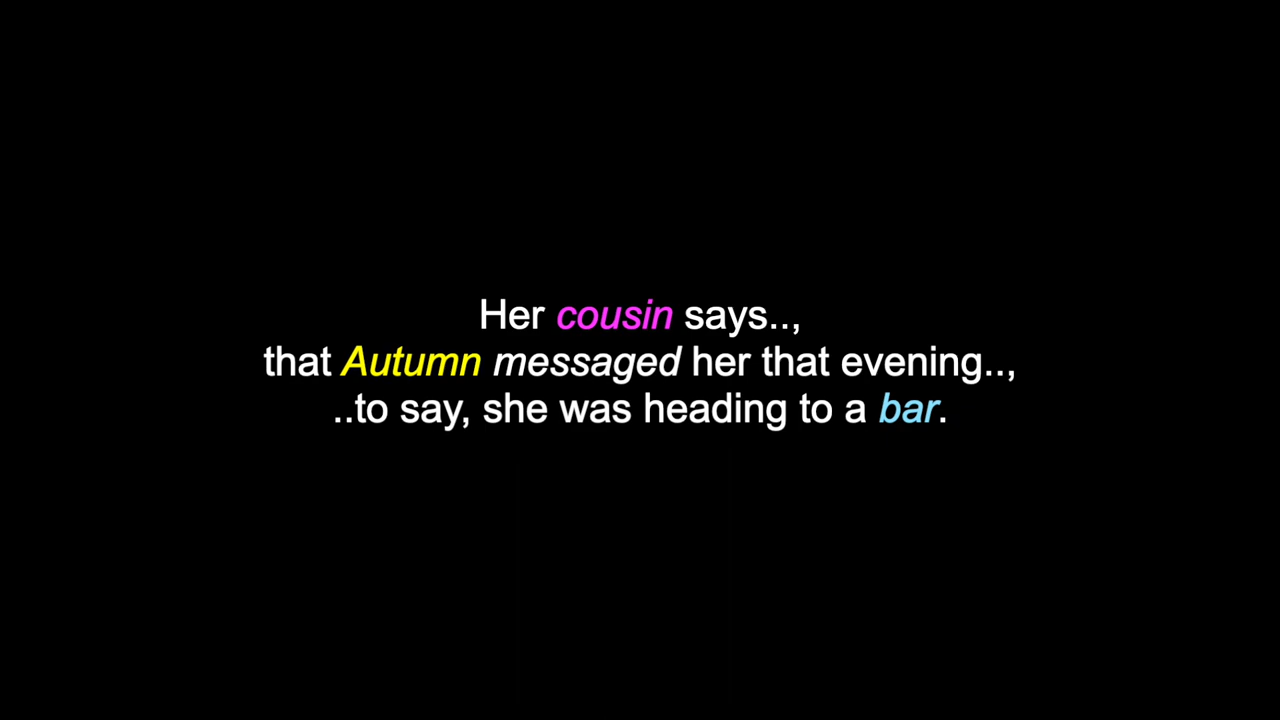 Her cousin says..,
that Autumn messaged her that evening..,
..to say, she was heading to a bar.